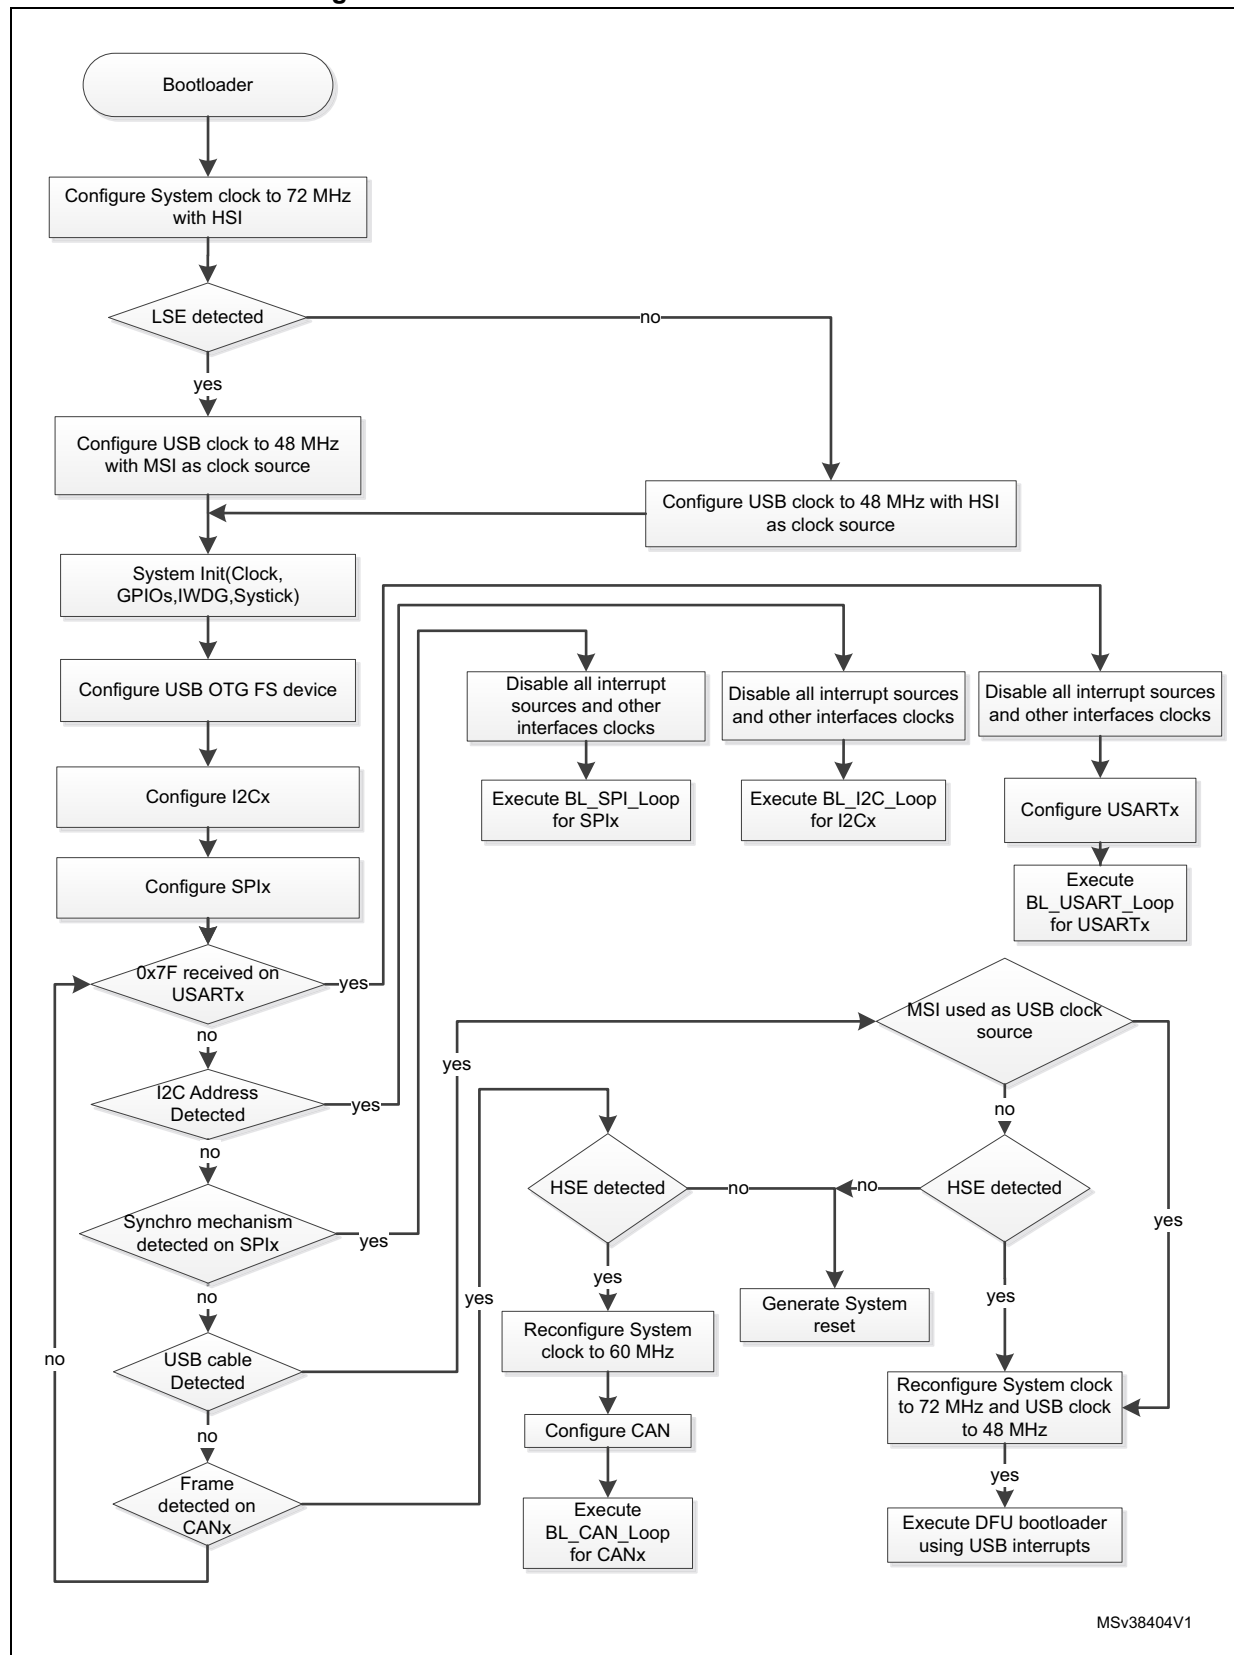 Bootloader
Configure System clock to 72 MHz
with HSI
LSE detected
no
yes
Configure USB clock to 48 MHz
with MSI as clock source
Configure USB clock to 48 MHz with HSI
as clock source
System Init(Clock,
GPIOs,IWDG,Systick)
Configure USB OTG FS device
Disable all interrupt
sources and other
interfaces clocks
Disable all interrupt sources
and other interfaces clocks
Disable all interrupt sources
and other interfaces clocks
Configure I2Cx
Execute BL_SPI_Loop
for SPIx
Execute BL_I2C_Loop
for I2Cx
Configure USARTx
Configure SPIx
Execute
BL_USART_Loop
for USARTx
0x7F received on
USARTx
yes
no
MSI used as USB clock
source
yes
I2C Address
Detected
yes
no
no
HSE detected
no
no
HSE detected
Synchro mechanism
detected on SPIx
yes
yes
no
yes
yes
yes
Generate System
reset
Reconfigure System
clock to 60 MHz
USB cable
Detected
no
no
Reconfigure System clock
to 72 MHz and USB clock
to 48 MHz
Configure CAN
yes
Frame
detected on
CANx
Execute
BL_CAN_Loop
for CANx
Execute DFU bootloader
using USB interrupts
MSv38404V1